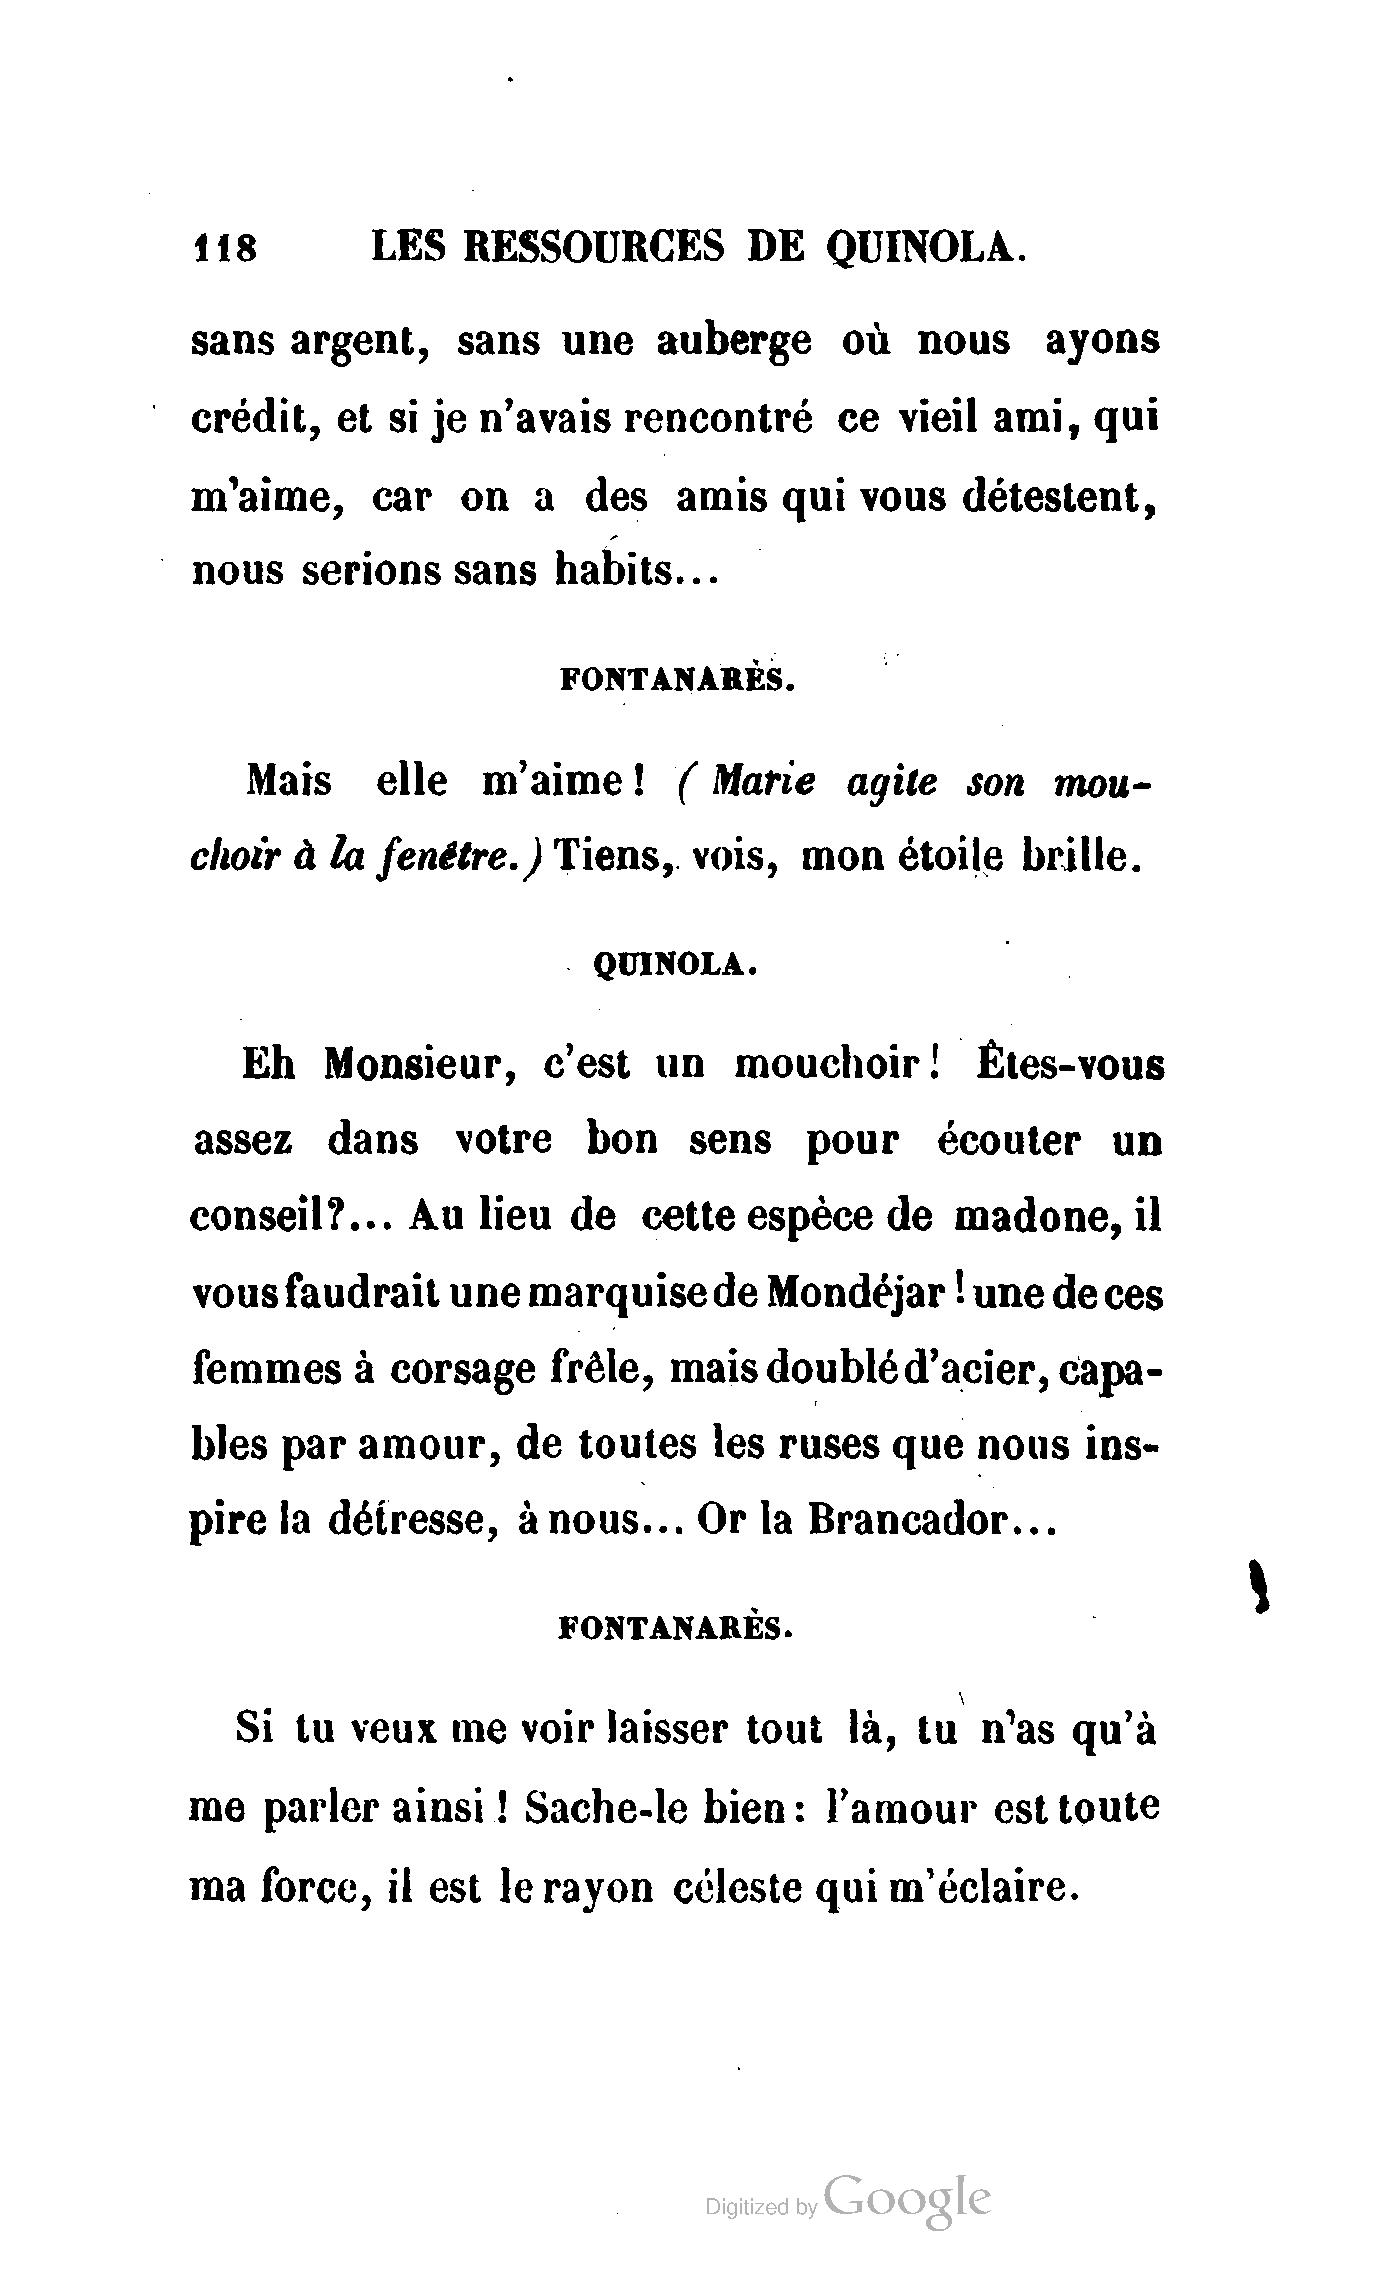 118 LES RESSOURCES DE QUINOLA.
sans argent, sans une auberge où nous ayons
crédit, et si je n'avais rencontré ce vieil ami, qui
m'aime, car on a des amis qui vous détestent,
nous serions sans habits...
FONTANARÈS.
Mais elle m'aime ! ( Marie agite son mou-
choir à la fenêtre.) Tiens, vois, mon étoile brille.
QUINOLA.
Eh Monsieur, c'est un mouchoir ! Êtes-vous
assez dans votre bon sens pour écouter un
conseil?... Au lieu de cette espèce de madone, il
vous faudrait une marquise de Mondéjar ! une de ces
femmes à corsage frêle, mais doublé d'acier, capa-
bles par amour, de toutes les ruses que nous ins-
pire la détresse, à nous... Or la Brancador...
FONTANARÈS.
Si tu veux me voir laisser tout là, tu n'as qu'à
me parler ainsi ! Sache-le bien : l'amour est toute
ma force, il est le rayon céleste qui m'éclaire.
Digitized by Google